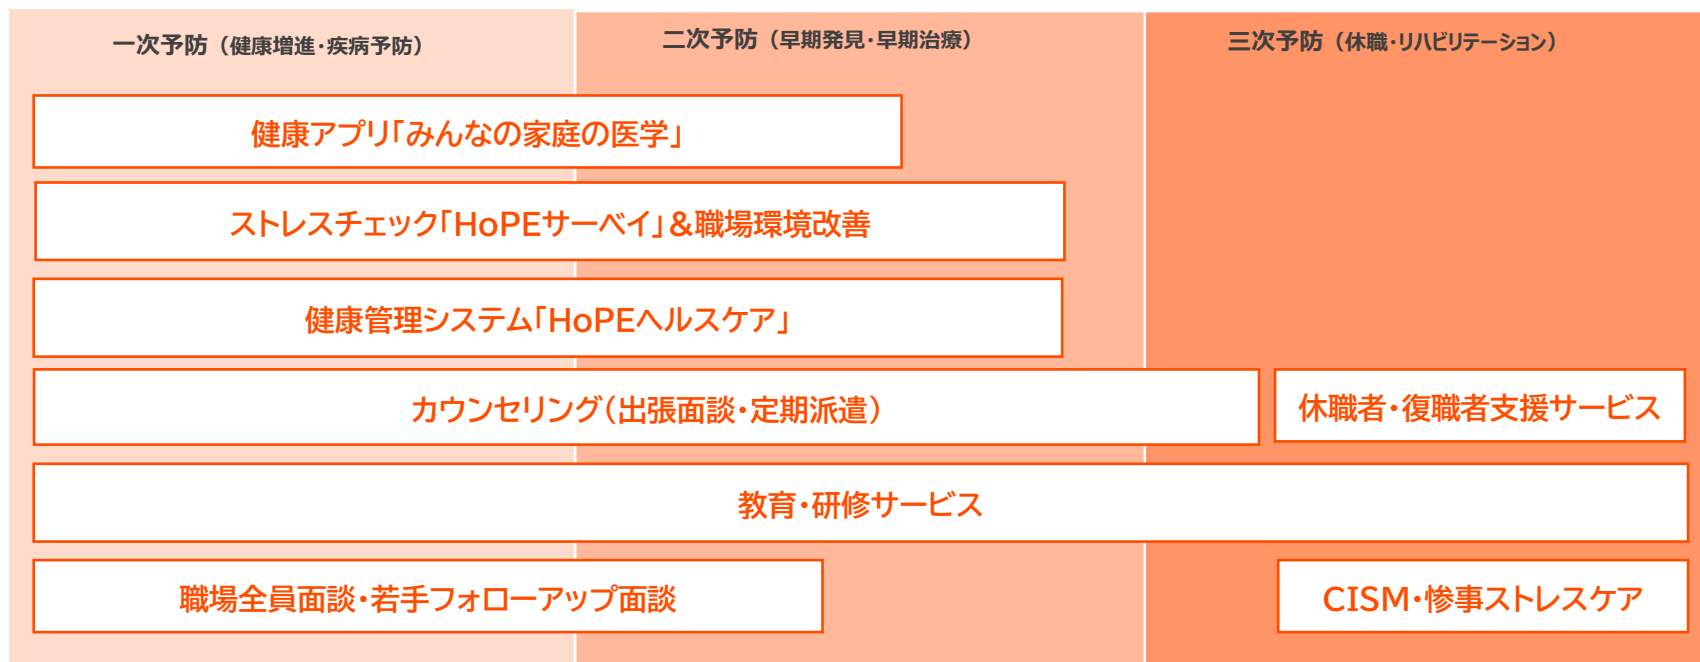 一次予防（健康増進・疾病予防）
二次予防（早期発見・早期治療）
三次予防（休職・リハビリテーション）
健康アプリ「みんなの家庭の医学」
ストレスチェック「HoPEサーベイ」＆職場環境改善
健康管理システム「HoPEヘルスケア」
カウンセリング（出張面談・定期派遣）
休職者・復職者支援サービス
教育・研修サービス
職場全員面談・若手フォローアップ面談
CISM・惨事ストレスケア